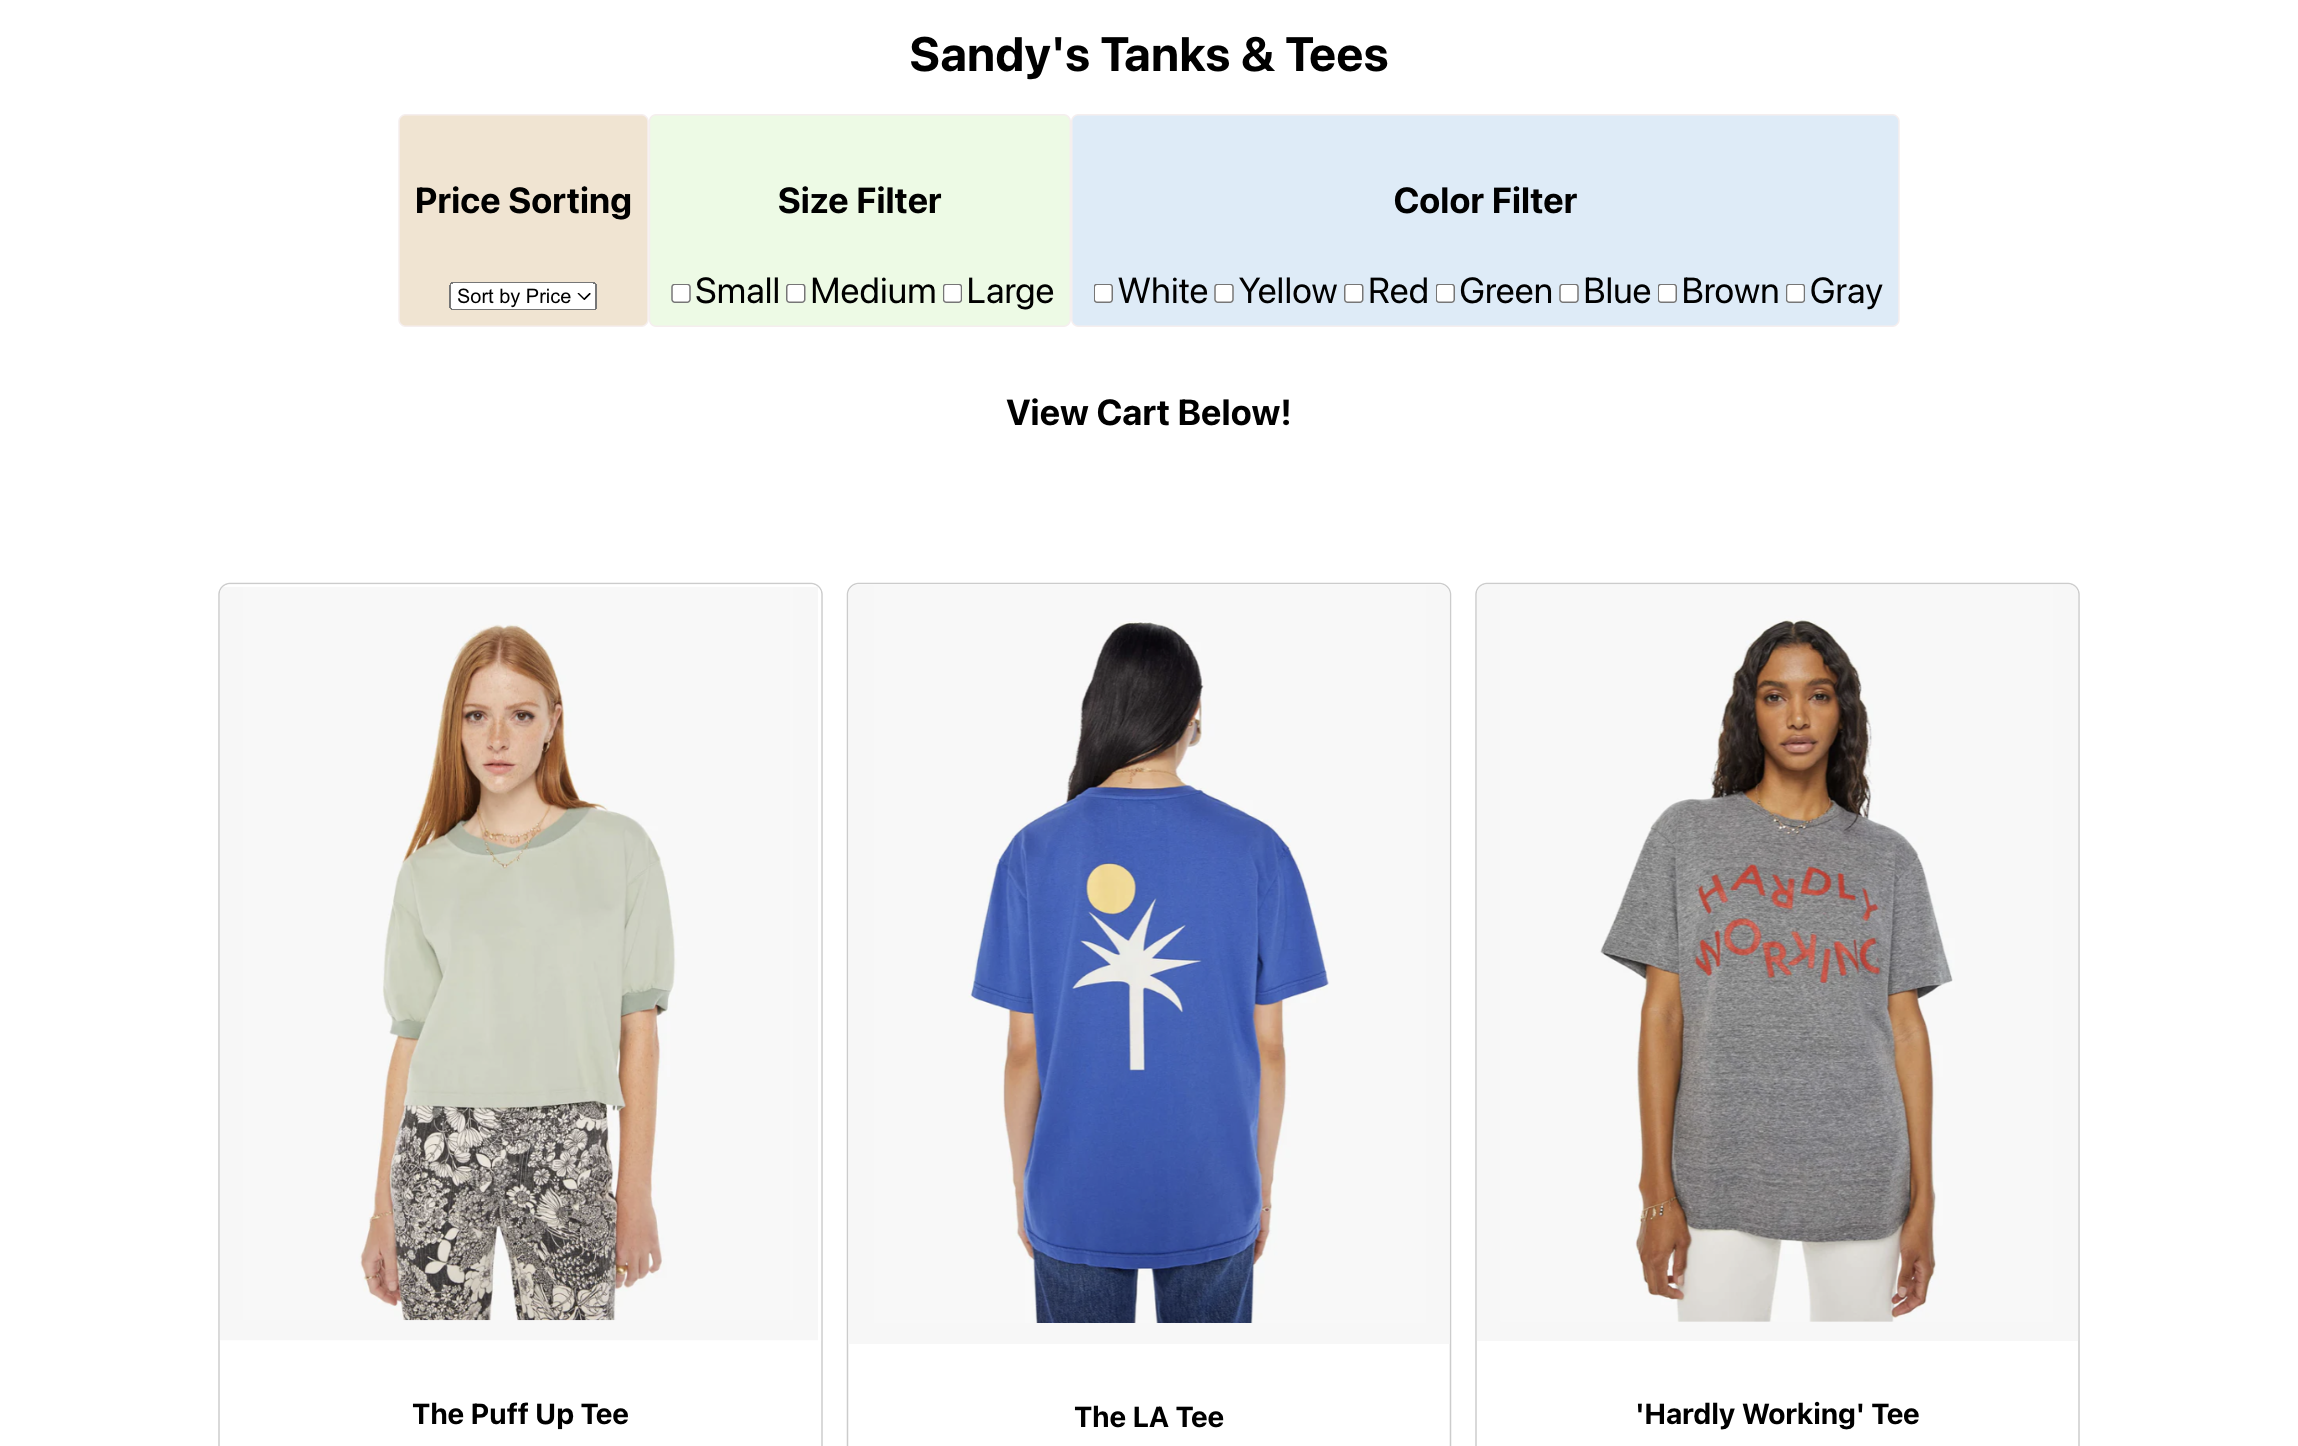 Sandy's Tanks & Tees
Price Sorting
Sort by Price
Size Filter
Small Medium Large
Color Filter
White Yellow Red Green Blue Brown Gray
View Cart Below!
HARDLY
WORKING
The Puff Up Tee
The LA Tee
'Hardly Working' Tee